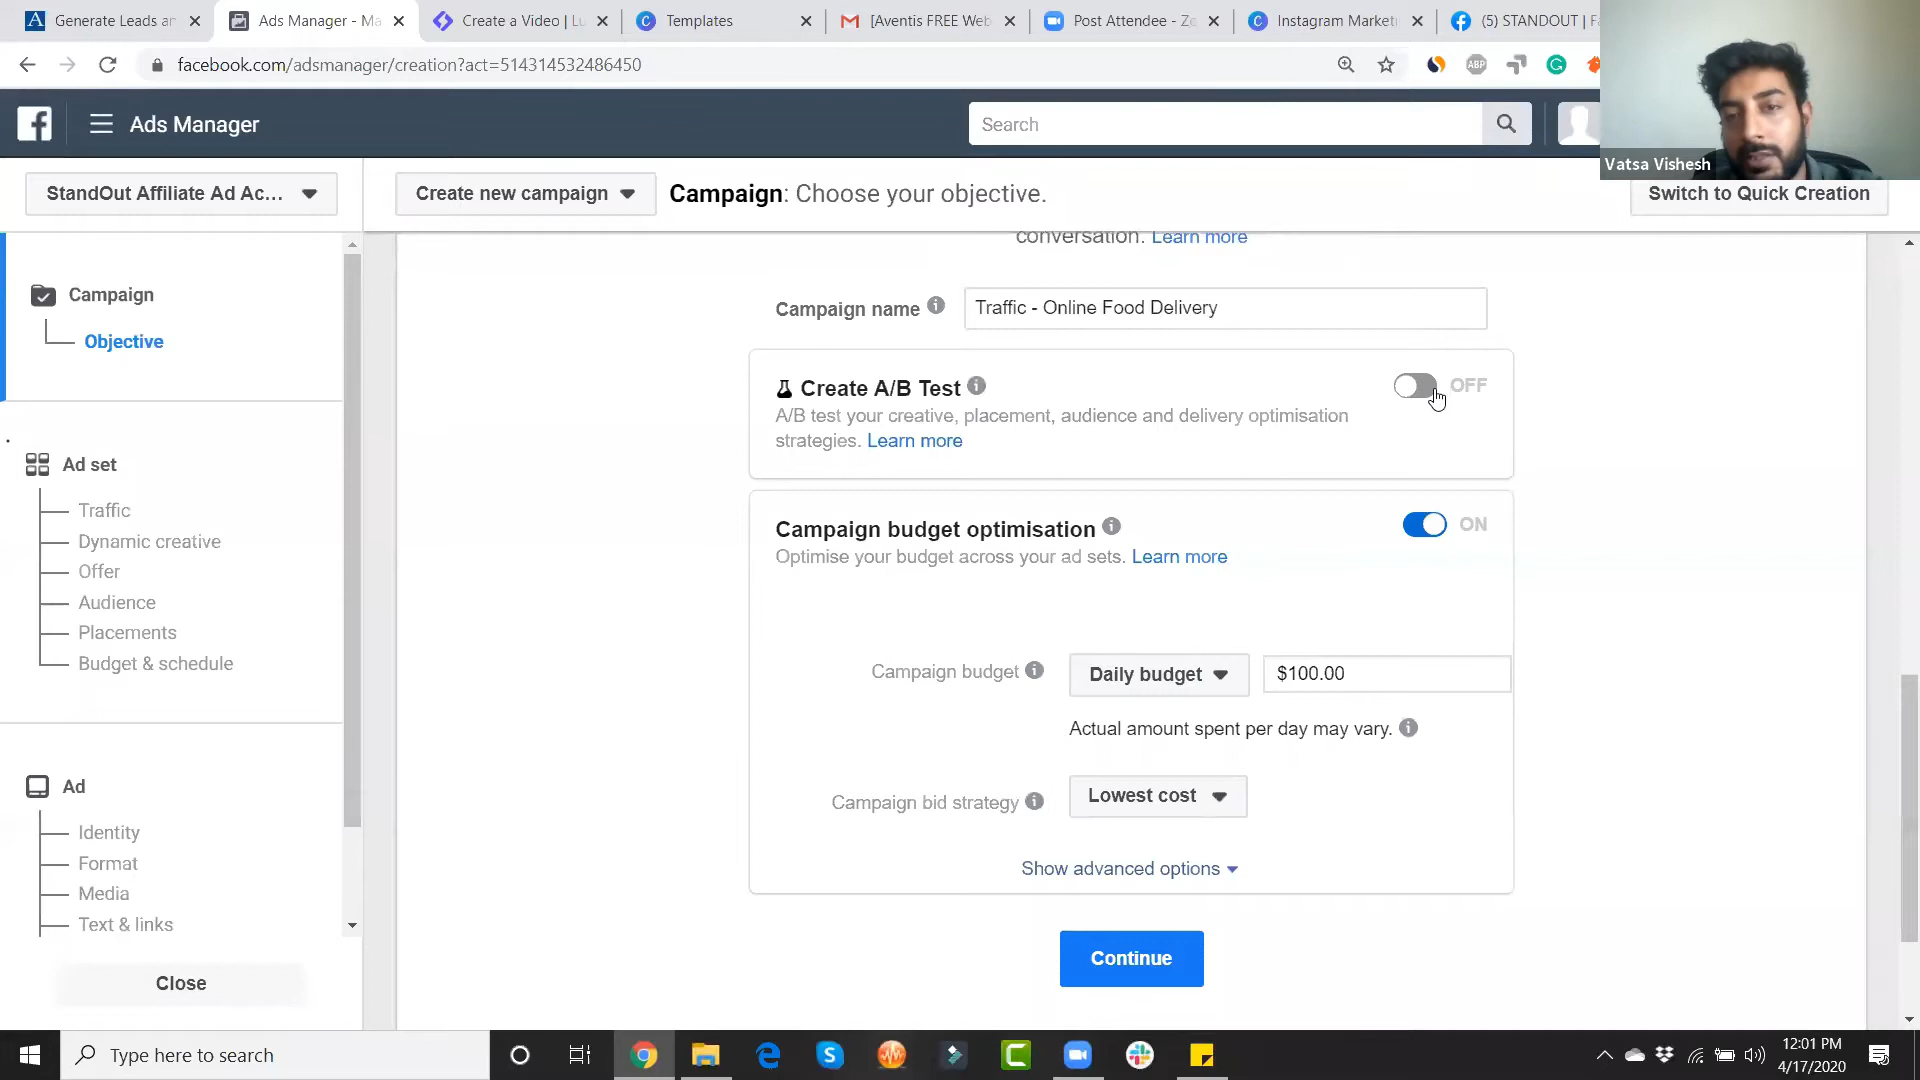 Generate Leads an
Ads Manager - Ma
Create a Video | Lu
Templates
[Aventis FREE Web
Post Attendee - Zo
Instagram Market
(5) STANDOUT | Fa
facebook.com/adsmanager/creation?act=514314532486450
ABP
Ads Manager
Search
Vatsa Vishesh
StandOut Affiliate Ad Ac...
Create new campaign
Campaign: Choose your objective.
Switch to Quick Creation
conversation. Learn more
Campaign
Objective
Campaign name
Traffic - Online Food Delivery
Create A/B Test
OFF
A/B test your creative, placement, audience and delivery optimisation
strategies. Learn more
Ad set
Traffic
Dynamic creative
Offer
Audience
Placements
Budget & schedule
Campaign budget optimisation
ON
Optimise your budget across your ad sets. Learn more
Campaign budget
Daily budget
$100.00
Actual amount spent per day may vary.
Campaign bid strategy
Lowest cost
Show advanced options
Ad
Identity
Format
Media
Text & links
Continue
Close
Type here to search
12:01 PM
4/17/2020